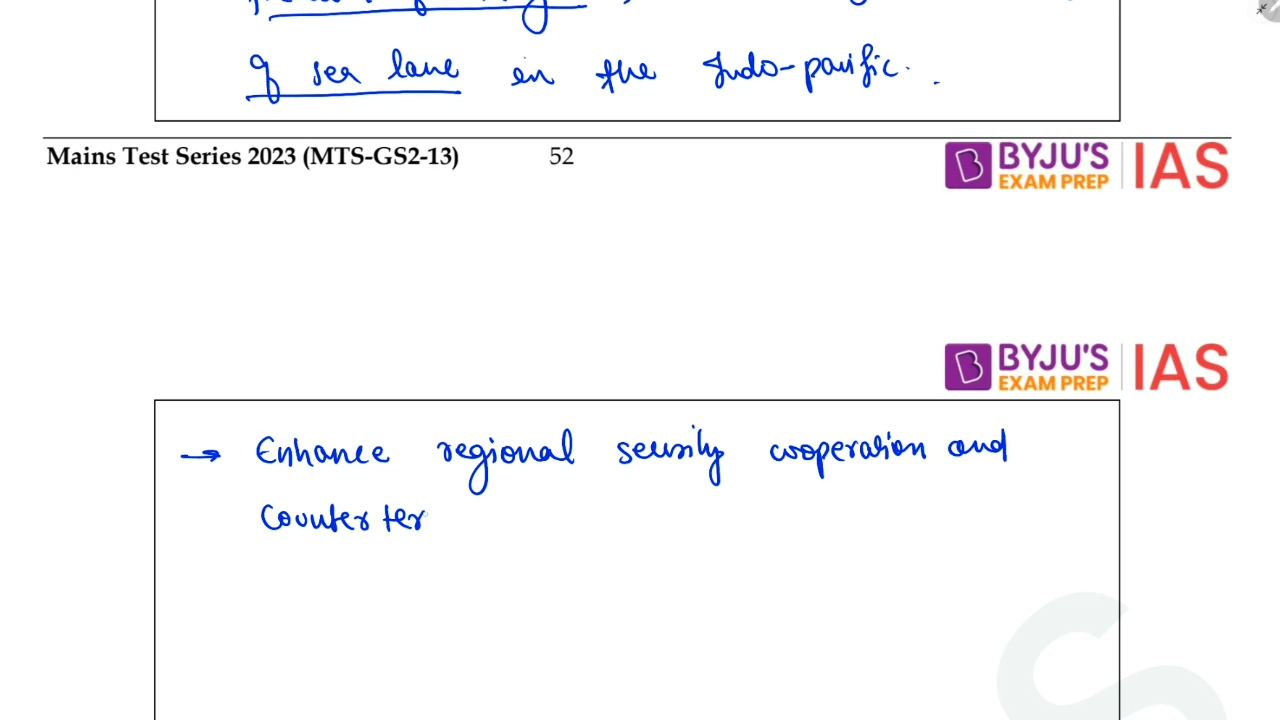 of sea lane in the Indo-pacific.
Mains Test Series 2023 (MTS-GS2-13) 52
BYJU'S EXAM PREP IAS
BYJU'S EXAM PREP IAS
→ Enhance regional security cooperation and
Counter ter